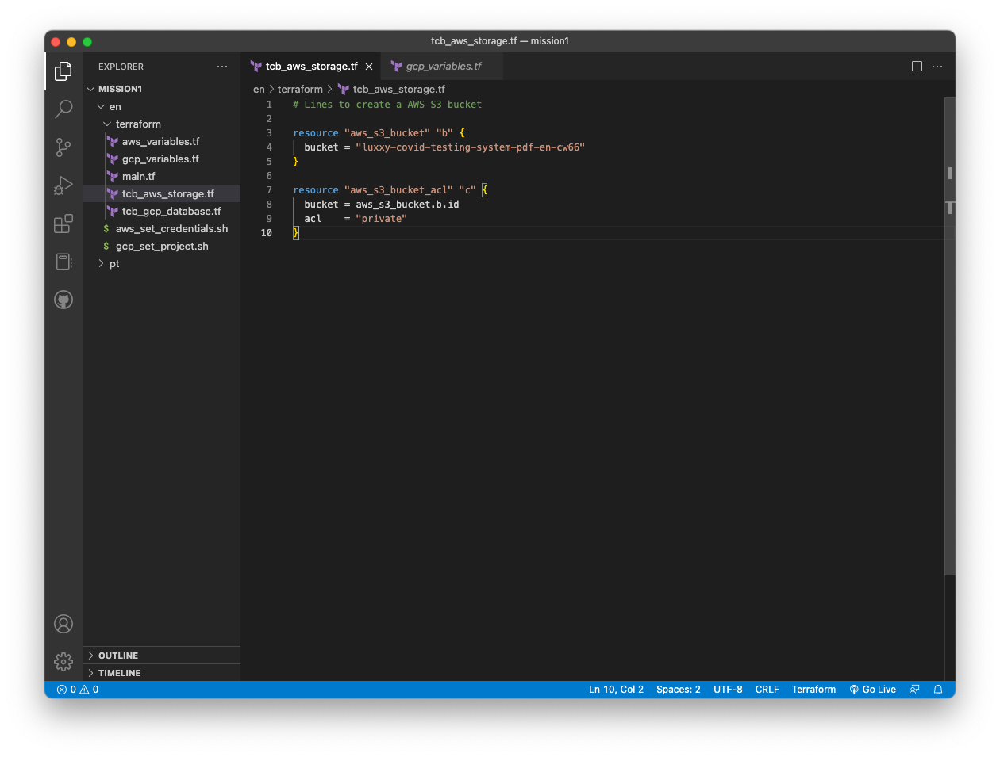 tcb_aws_storage.tf — mission1
EXPLORER
MISSION1
en
terraform
aws_variables.tf
gcp_variables.tf
main.tf
tcb_aws_storage.tf
tcb_gcp_database.tf
$ aws_set_credentials.sh
$ gcp_set_project.sh
pt
OUTLINE
TIMELINE
tcb_aws_storage.tf gcp_variables.tf
en > terraform > tcb_aws_storage.tf
1 # Lines to create a AWS S3 bucket
2
3 resource "aws_s3_bucket" "b" {
4 bucket = "luxxy-covid-testing-system-pdf-en-cw66"
5 }
6
7 resource "aws_s3_bucket_acl" "c" {
8 bucket = aws_s3_bucket.b.id
9 acl    = "private"
10 }
0 0 Ln 10, Col 2 Spaces: 2 UTF-8 CRLF Terraform Go Live